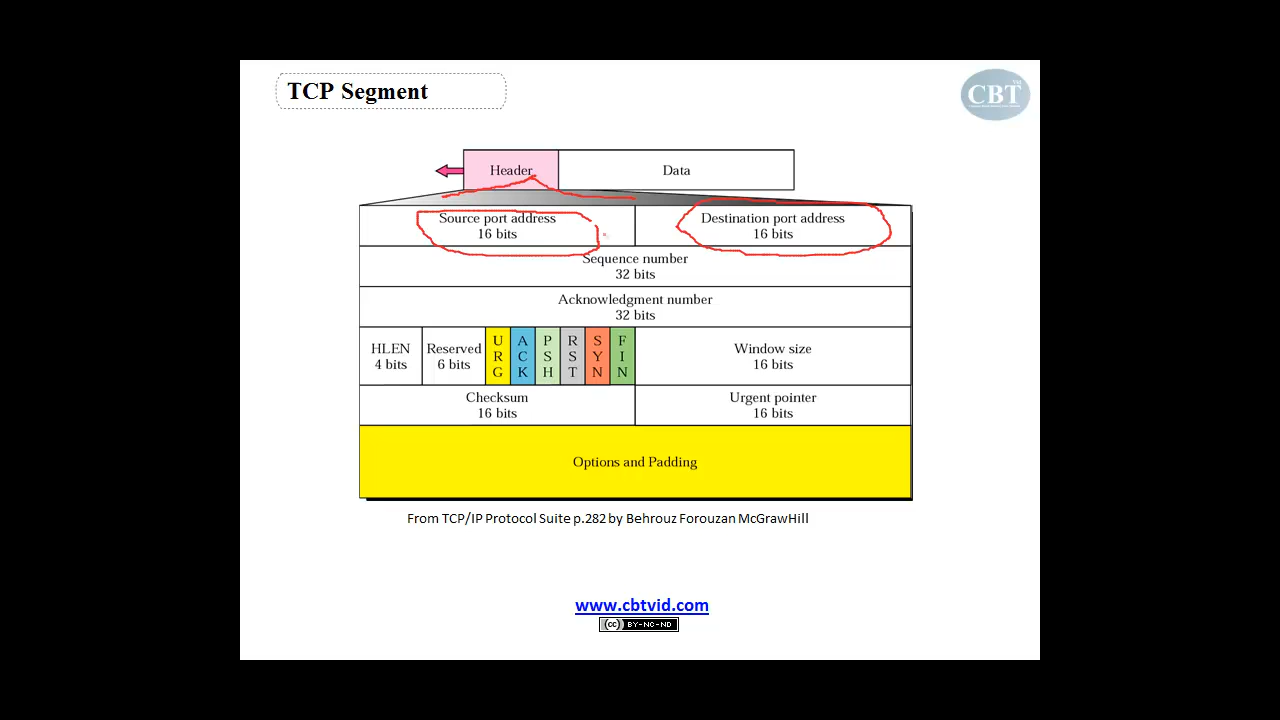 TCP Segment
CBT
TM
Header
Data
Source port address
16 bits
Destination port address
16 bits
Sequence number
32 bits
Acknowledgment number
32 bits
HLEN
4 bits
Reserved
6 bits
URG
ACK
PSH
RST
SYN
FIN
Window size
16 bits
Checksum
16 bits
Urgent pointer
16 bits
Options and Padding
From TCP/IP Protocol Suite p.282 by Behrouz Forouzan McGrawHill
www.cbtvid.com
cc BY-NC-ND